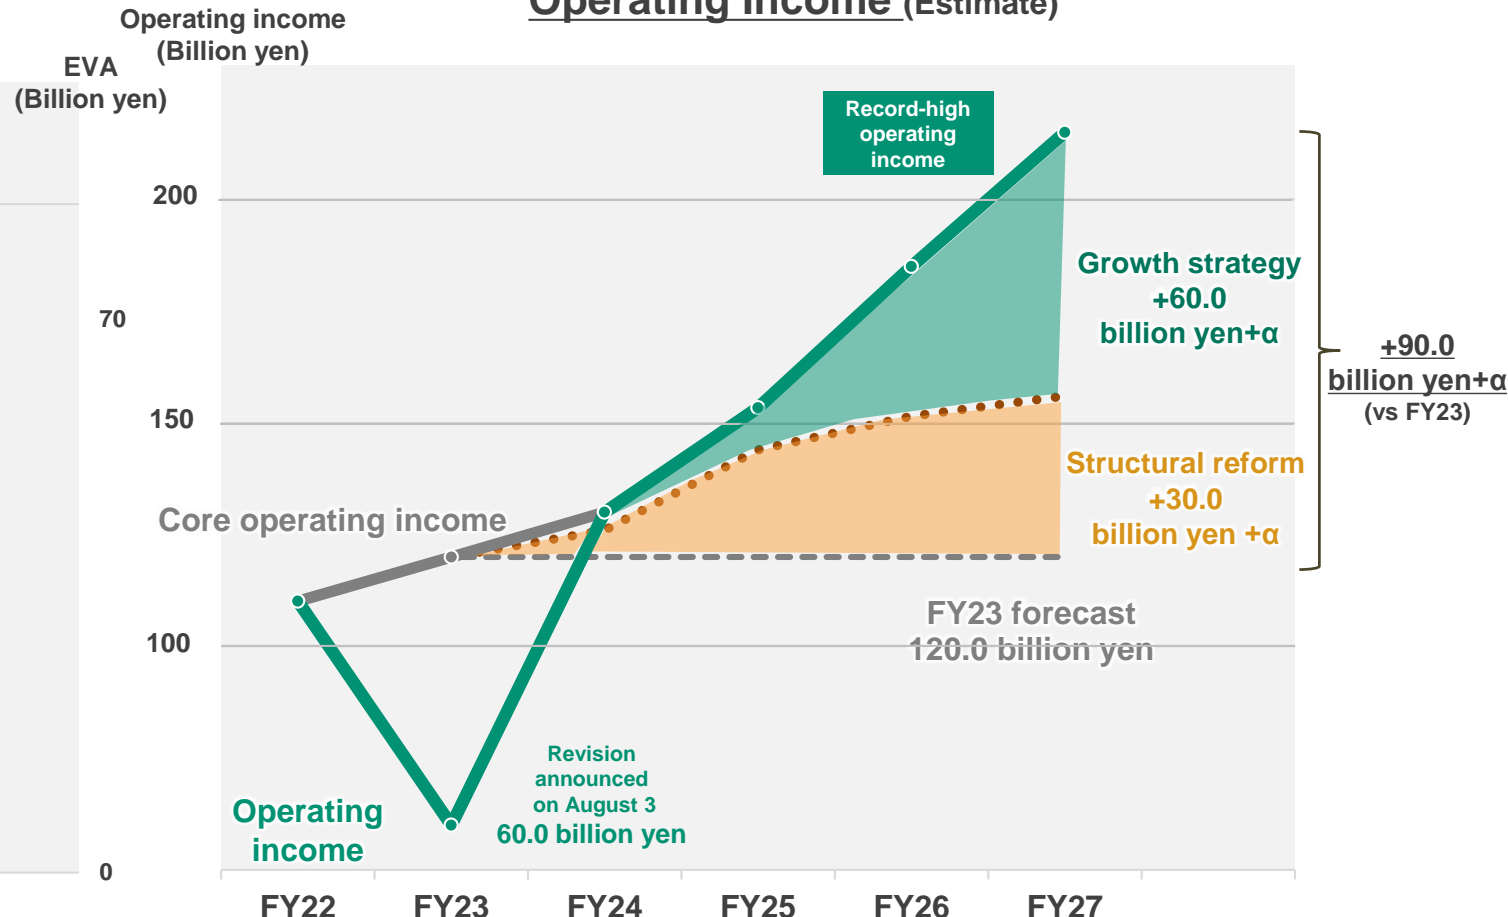 Operating Income (Estimate)
Operating income
(Billion yen)
EVA
(Billion yen)
Record-high
operating
income
200
Growth strategy
+60.0
billion yen+α
70
+90.0
billion yen+α
(vs FY23)
150
Structural reform
+30.0
billion yen +α
Core operating income
FY23 forecast
120.0 billion yen
100
Revision
announced
on August 3
60.0 billion yen
Operating
income
0
FY22
FY23
FY24
FY25
FY26
FY27